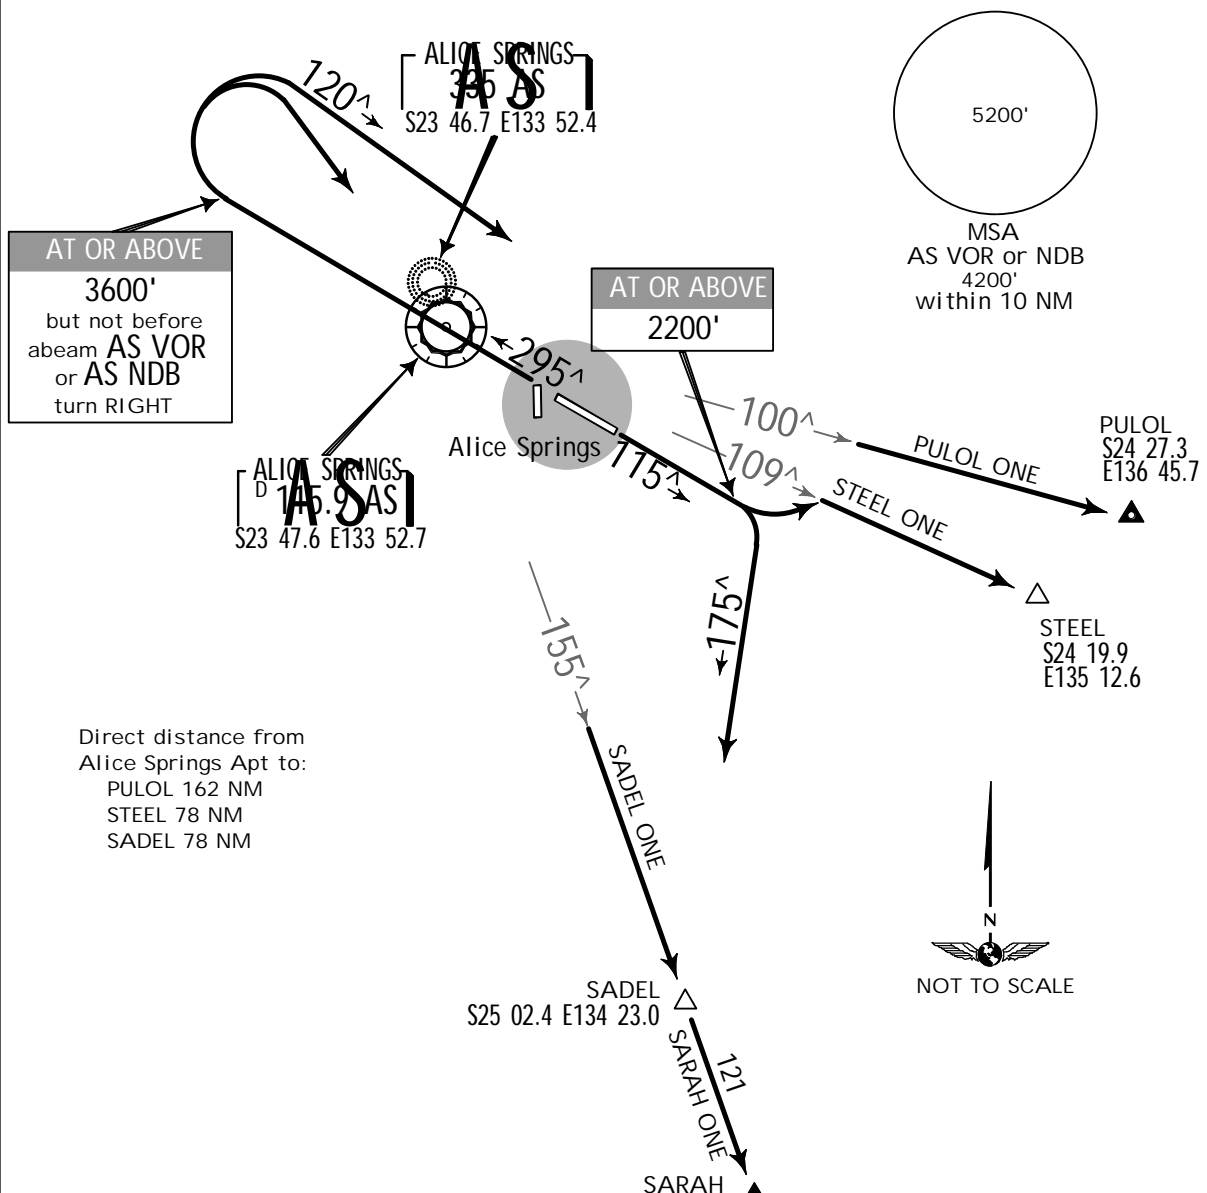 ALICE SPRINGS
335 AS
S23 46.7 E133 52.4
120^
5200'
MSA
AS VOR or NDB
4200'
within 10 NM
AT OR ABOVE
3600'
but not before
abeam AS VOR
or AS NDB
turn RIGHT
AT OR ABOVE
2200'
295^
Alice Springs
115^
100^
109^
PULOL ONE
STEEL ONE
PULOL
S24 27.3
E136 45.7
ALICE SPRINGS
D 115.9 AS
S23 47.6 E133 52.7
175^
STEEL
S24 19.9
E135 12.6
155^
Direct distance from
Alice Springs Apt to:
PULOL 162 NM
STEEL 78 NM
SADEL 78 NM
SADEL ONE
N
NOT TO SCALE
SADEL
S25 02.4 E134 23.0
121
SARAH ONE
SARAH